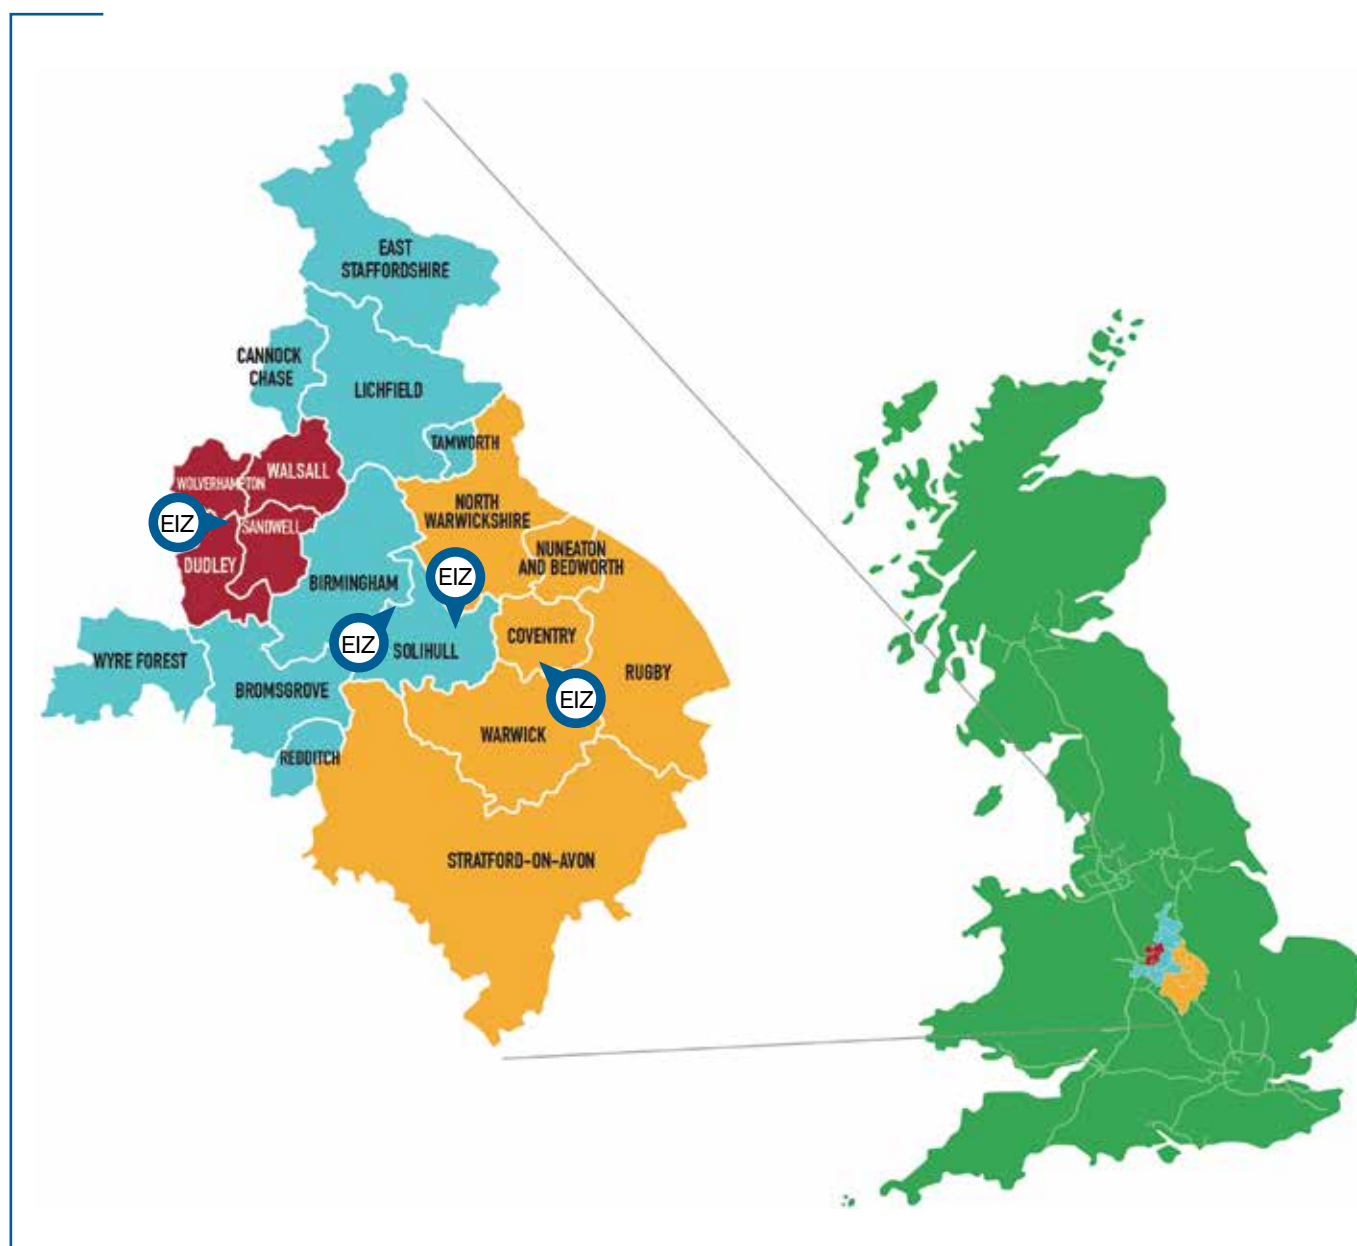 EAST
STAFFORDSHIRE
CANNOCK
CHASE
LICHFIELD
TAMWORTH
WALSALL
WOLVERHAMPTON
NORTH
WARWICKSHIRE
EIZ
SANDWELL
DUDLEY
NUNEATON
AND BEDWORTH
BIRMINGHAM
EIZ
EIZ
COVENTRY
SOLIHULL
WYRE FOREST
RUGBY
BROMSGROVE
EIZ
WARWICK
REDDITCH
STRATFORD-ON-AVON